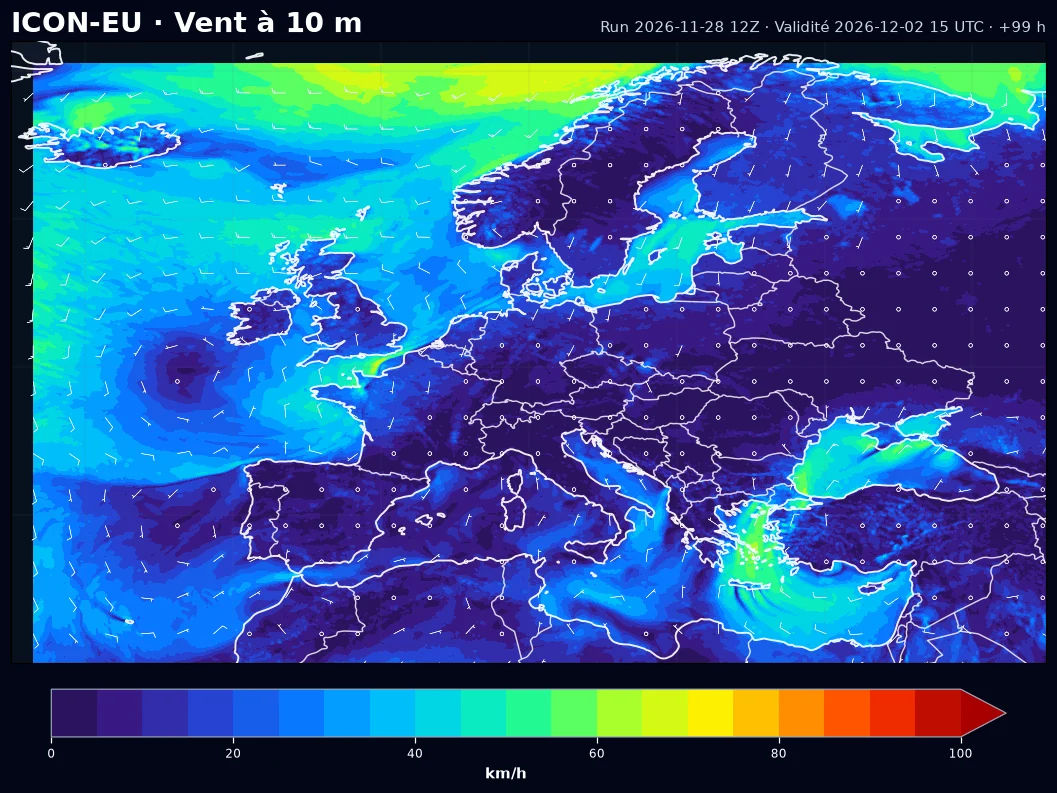 ICON-EU · Vent à 10 m
Run 2026-11-28 12Z · Validité 2026-12-02 15 UTC · +99 h
0 20 40 60 80 100
km/h